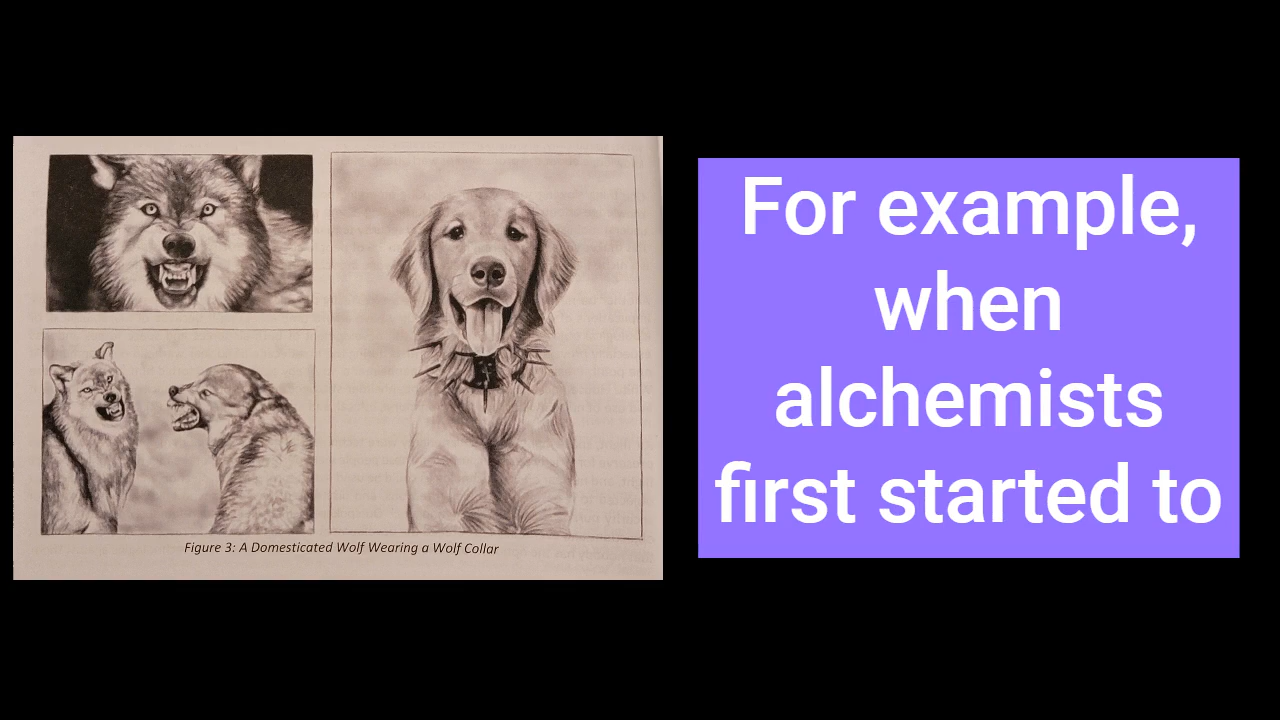 Figure 3: A Domesticated Wolf Wearing a Wolf Collar
For example,
when
alchemists
first started to